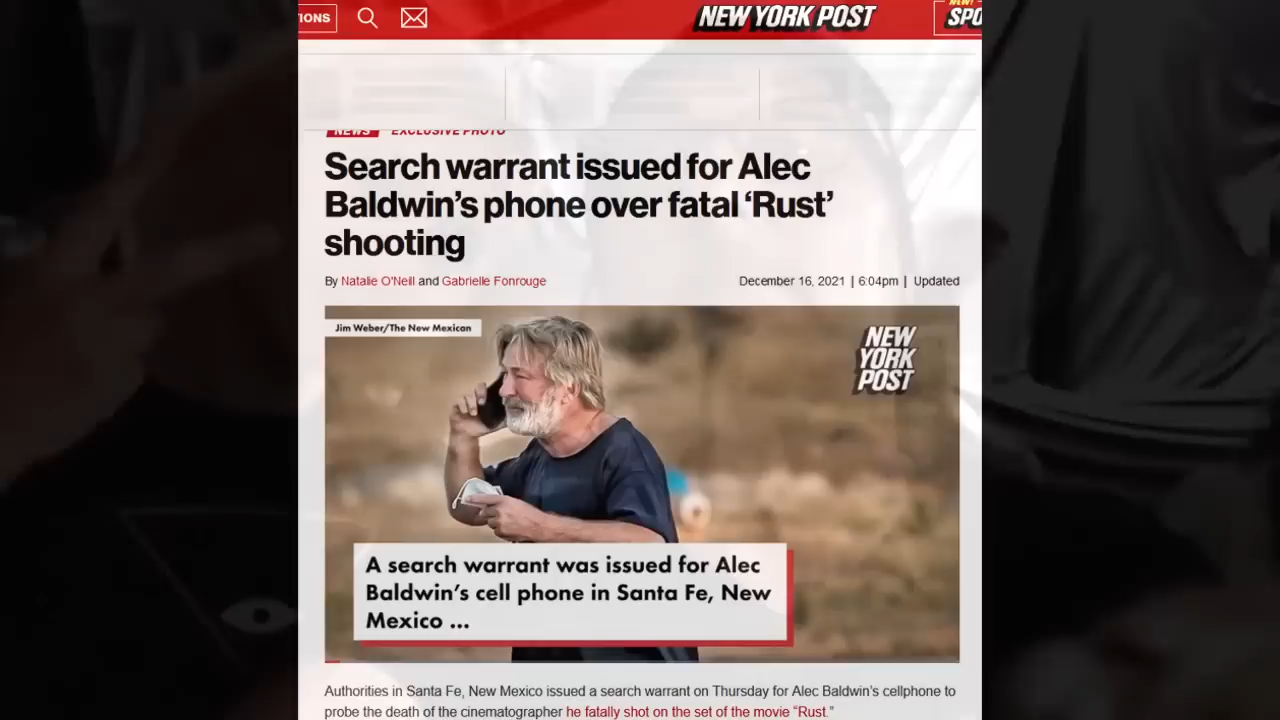 IONS
NEW YORK POST
NEW!
SPO
NEWS EXCLUSIVE PHOTO
Search warrant issued for Alec
Baldwin's phone over fatal ‘Rust’
shooting
By Natalie O'Neill and Gabrielle Fonrouge
December 16, 2021 | 6:04pm | Updated
Jim Weber/The New Mexican
NEW
YORK
POST
A search warrant was issued for Alec
Baldwin's cell phone in Santa Fe, New
Mexico ...
Authorities in Santa Fe, New Mexico issued a search warrant on Thursday for Alec Baldwin's cellphone to
probe the death of the cinematographer he fatally shot on the set of the movie “Rust.”